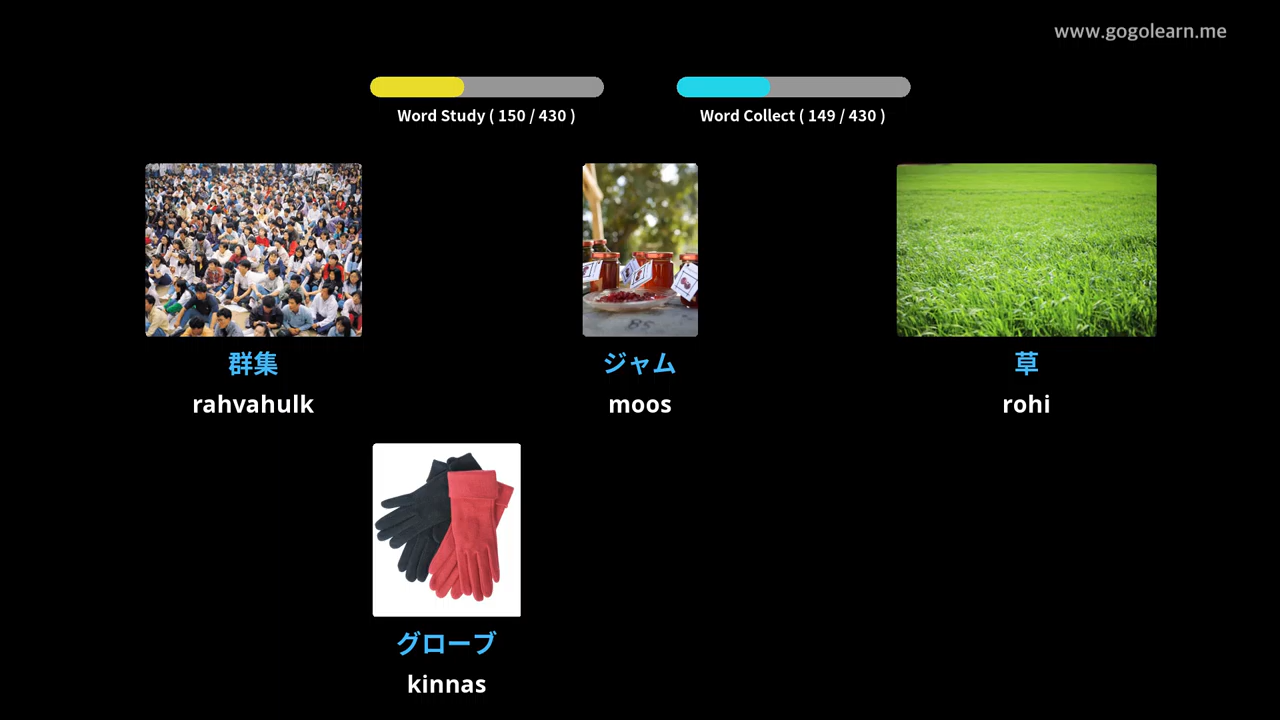 www.gogolearn.me
Word Study ( 150 / 430 )
Word Collect ( 149 / 430 )
群集
ジャム
草
rahvahulk
moos
rohi
グローブ
kinnas